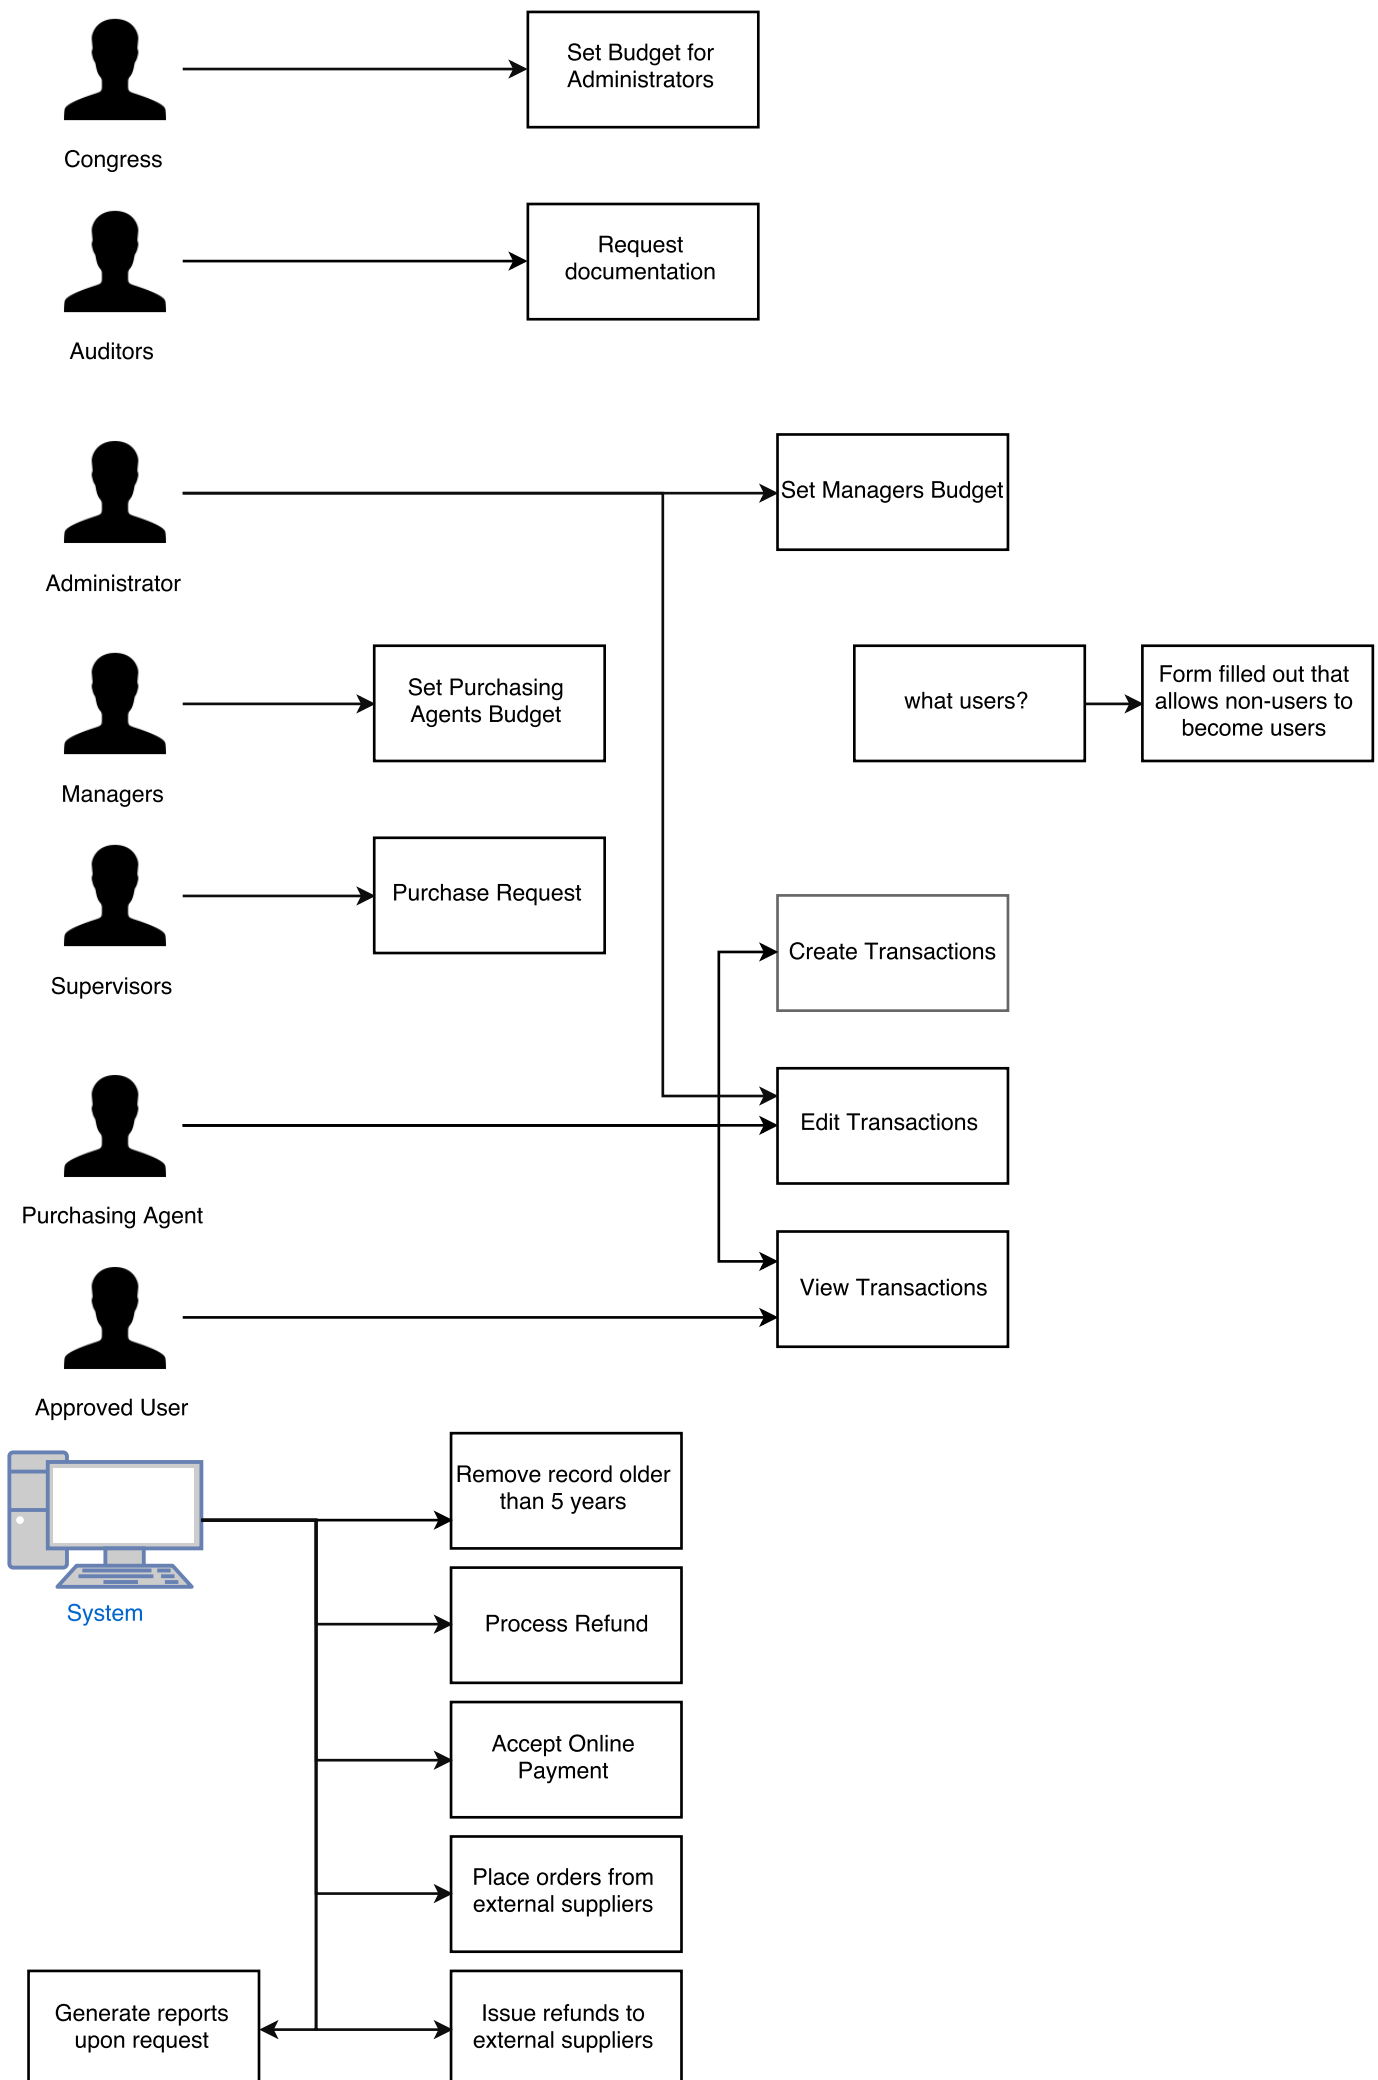 Set Budget for
Administrators
Congress
Request
documentation
Auditors
Set Managers Budget
Administrator
Set Purchasing
Agents Budget
what users?
Form filled out that
allows non-users to
become users
Managers
Purchase Request
Supervisors
Create Transactions
Edit Transactions
Purchasing Agent
View Transactions
Approved User
Remove record older
than 5 years
System
Process Refund
Accept Online
Payment
Place orders from
external suppliers
Generate reports
upon request
Issue refunds to
external suppliers